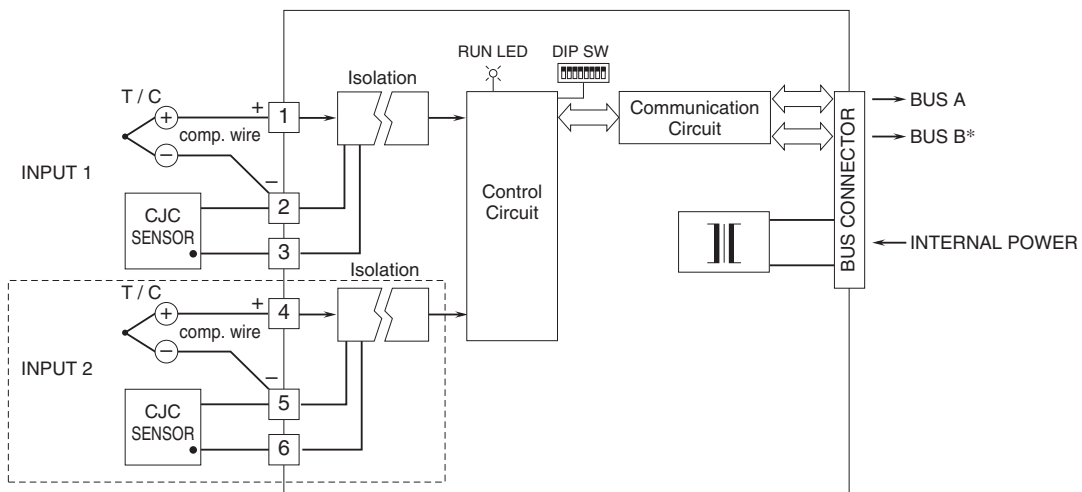 RUN LED
DIP SW
Isolation
T / C
+
+
1
comp. wire
−
−
INPUT 1
2
CJC
SENSOR
3
Control
Circuit
Communication
Circuit
BUS CONNECTOR
BUS A
BUS B*
INTERNAL POWER
Isolation
T / C
+
+
4
comp. wire
−
−
INPUT 2
5
CJC
SENSOR
6